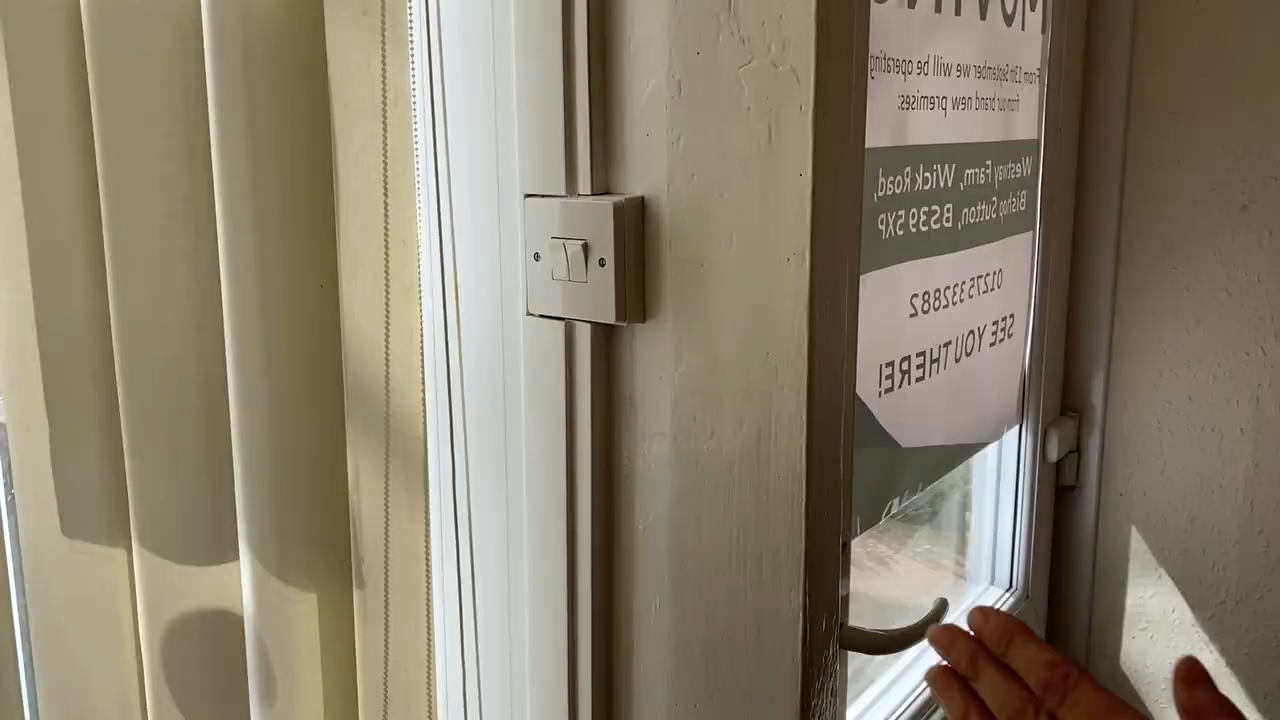 MOVING
From 13th September we will be operating
from our brand new premises:
Westway Farm, Wick Road,
Bishop Sutton, BS39 5XP
01275 332882
SEE YOU THERE!